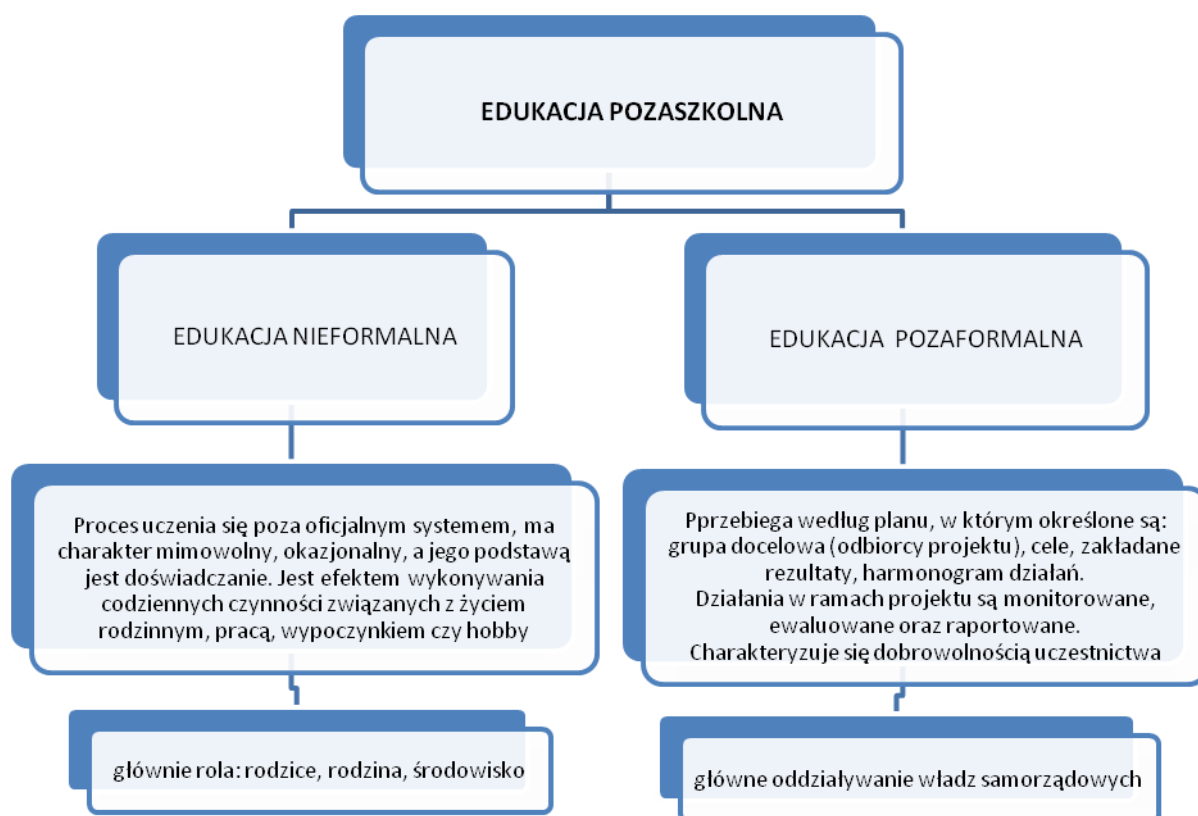 EDUKACJA POZASZKOLNA
EDUKACJA NIEFORMALNA
EDUKACJA POZAFORMALNA
Proces uczenia się poza oficjalnym systemem, ma
charakter mimowolny, okazjonalny, a jego podstawą
jest doświadczanie. Jest efektem wykonywania
codziennych czynności związanych z życiem
rodzinnym, pracą, wypoczynkiem czy hobby
Pprzebiega według planu, w którym określone są:
grupa docelowa (odbiorcy projektu), cele, zakładane
rezultaty, harmonogram działań.
Działania w ramach projektu są monitorowane,
ewaluowane oraz raportowane.
Charakteryzuje się dobrowolnością uczestnictwa
głównie rola: rodzice, rodzina, środowisko
główne oddziaływanie władz samorządowych